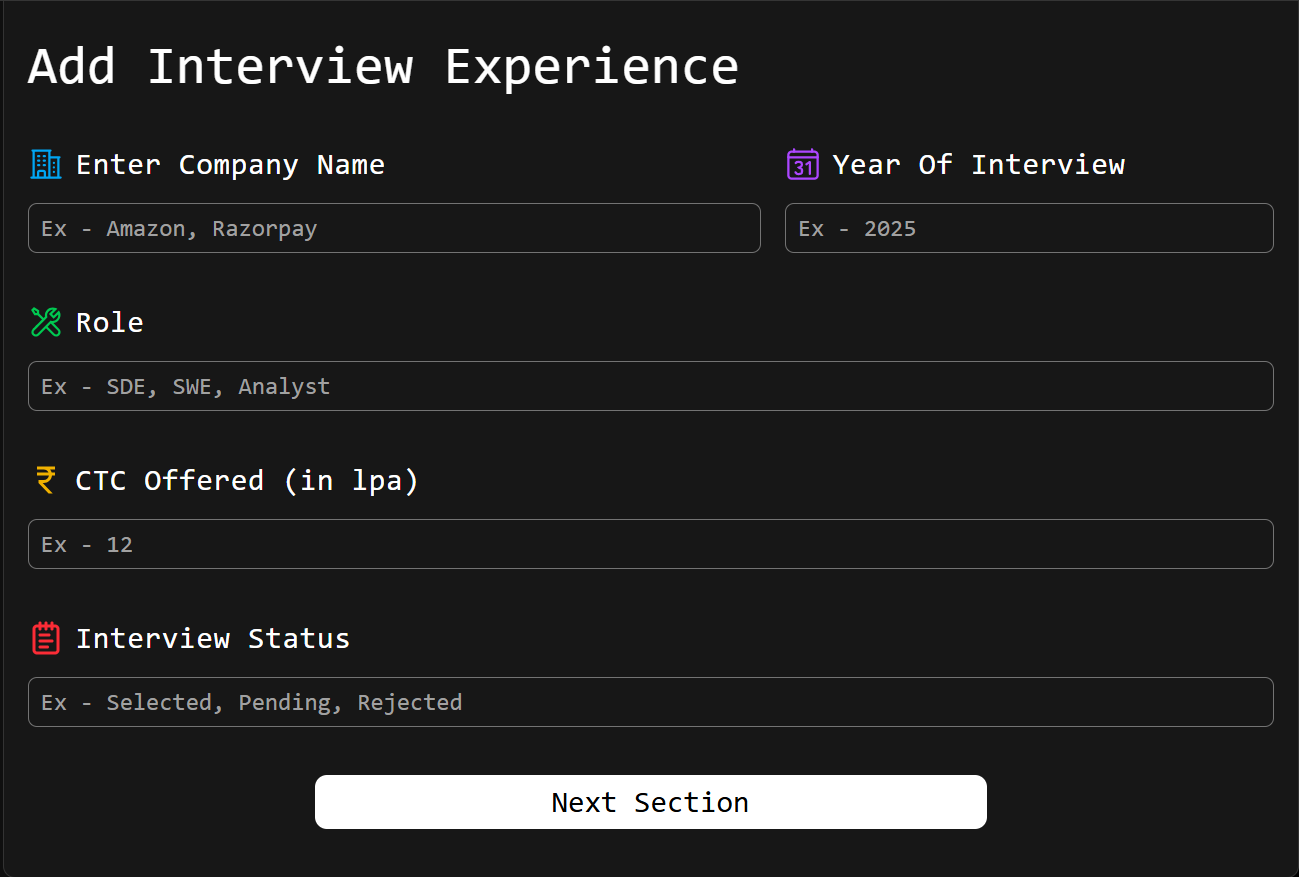 Add Interview Experience
Enter Company Name
31 Year Of Interview
Ex - Amazon, Razorpay
Ex - 2025
Role
Ex - SDE, SWE, Analyst
₹ CTC Offered (in lpa)
Ex - 12
Interview Status
Ex - Selected, Pending, Rejected
Next Section